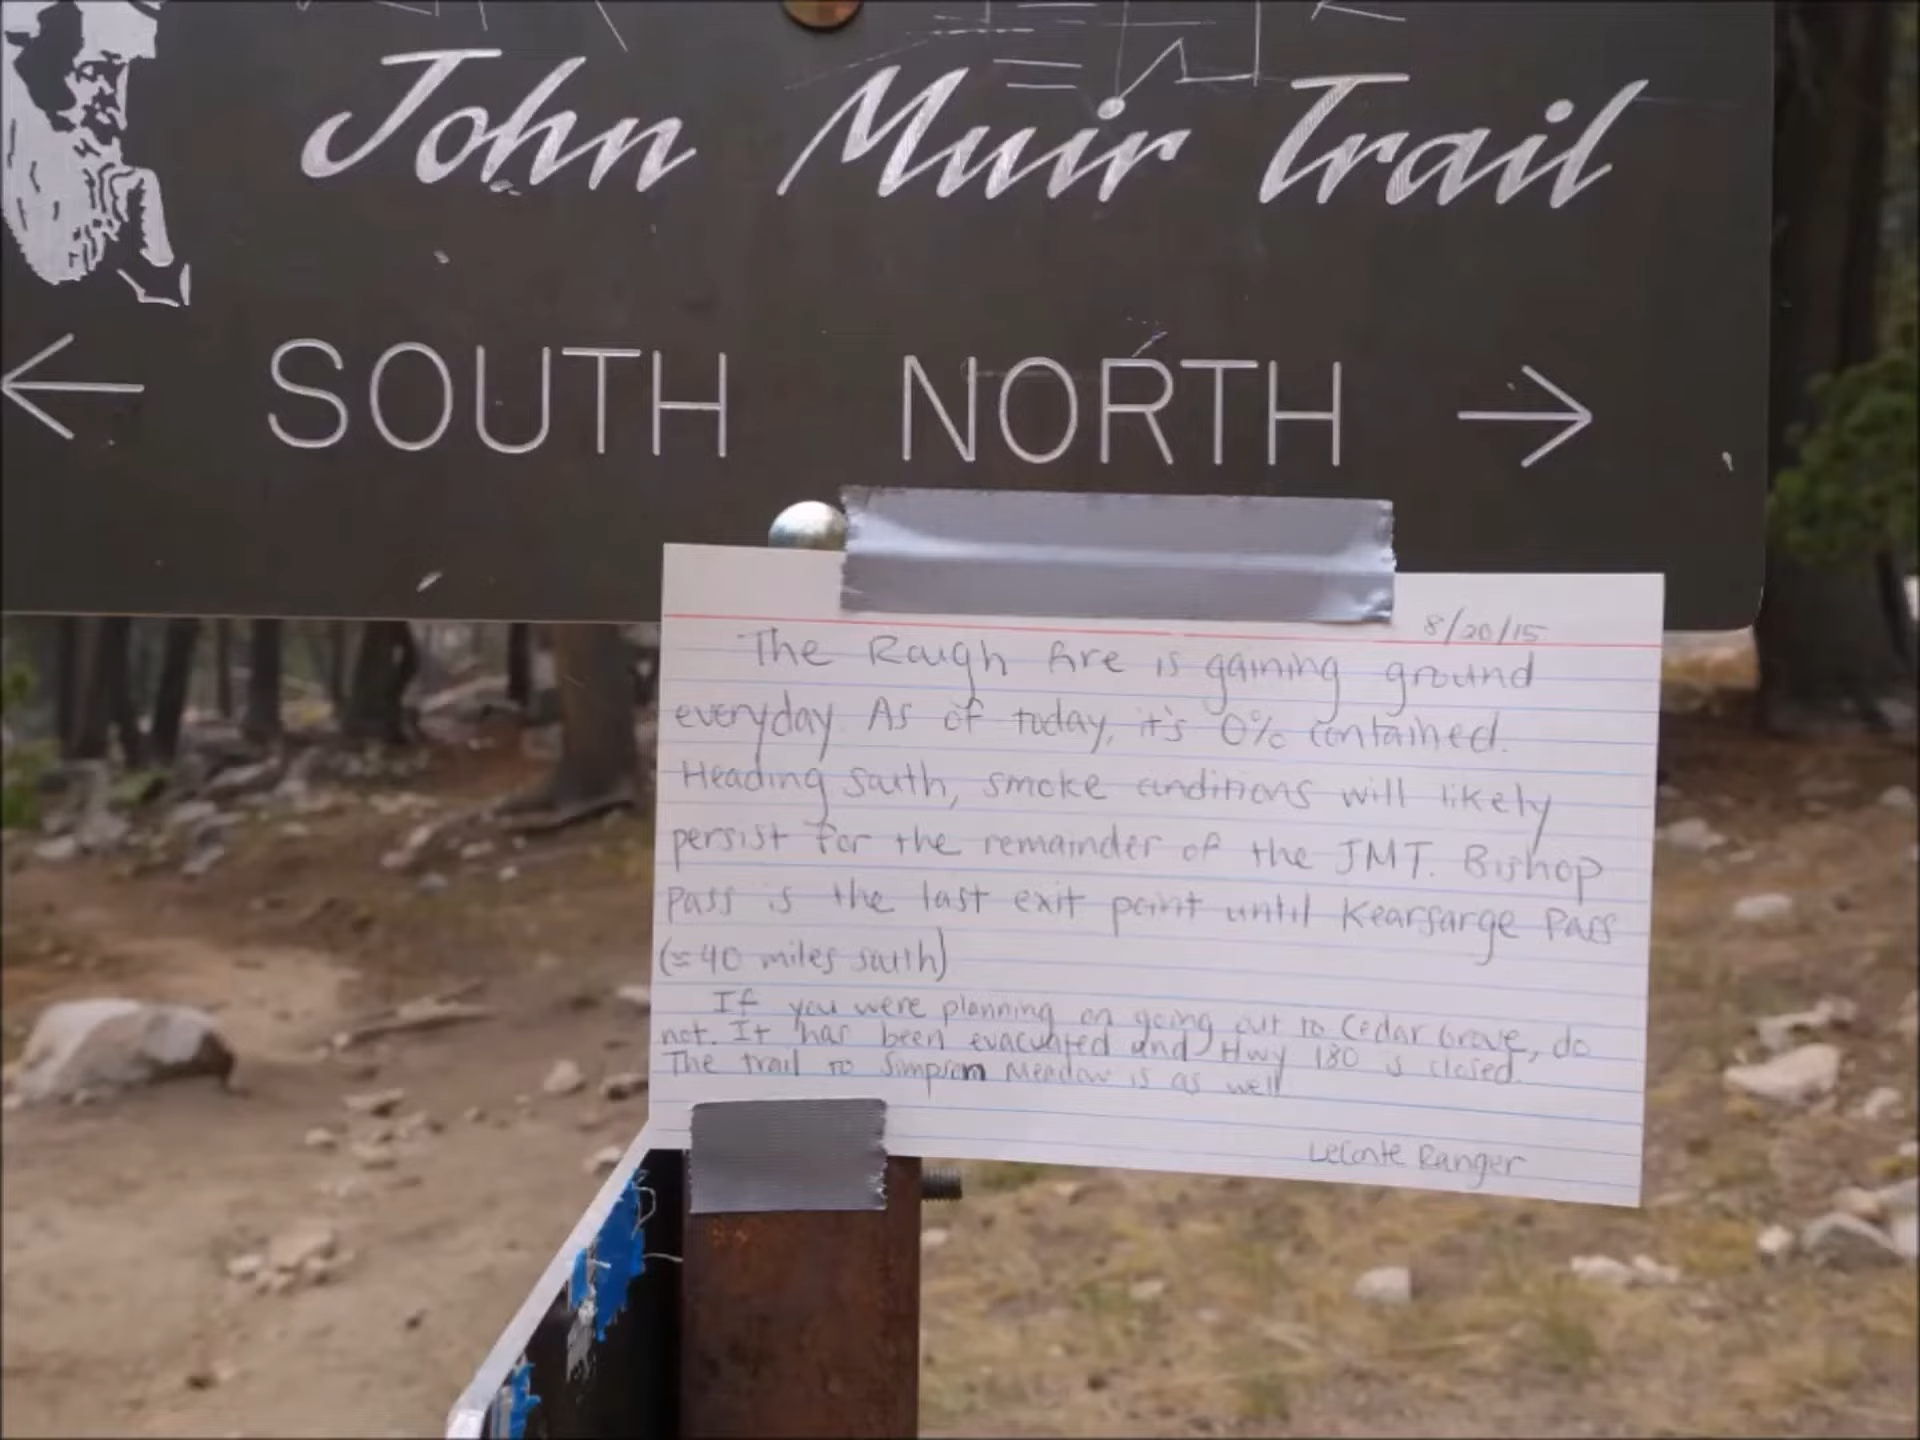 John Muir Trail
← SOUTH NORTH →
8/20/15
The Rough Fire is gaining ground
everyday. As of today, it's 0% contained.
Heading south, smoke conditions will likely
persist for the remainder of the JMT. Bishop
Pass is the last exit point until Kearsarge Pass
(≈40 miles south)
If you were planning on going out to Cedar Grove, do
not. It has been evacuated and Hwy 180 is closed.
The trail to Simpson Meadow is as well
LeConte Ranger